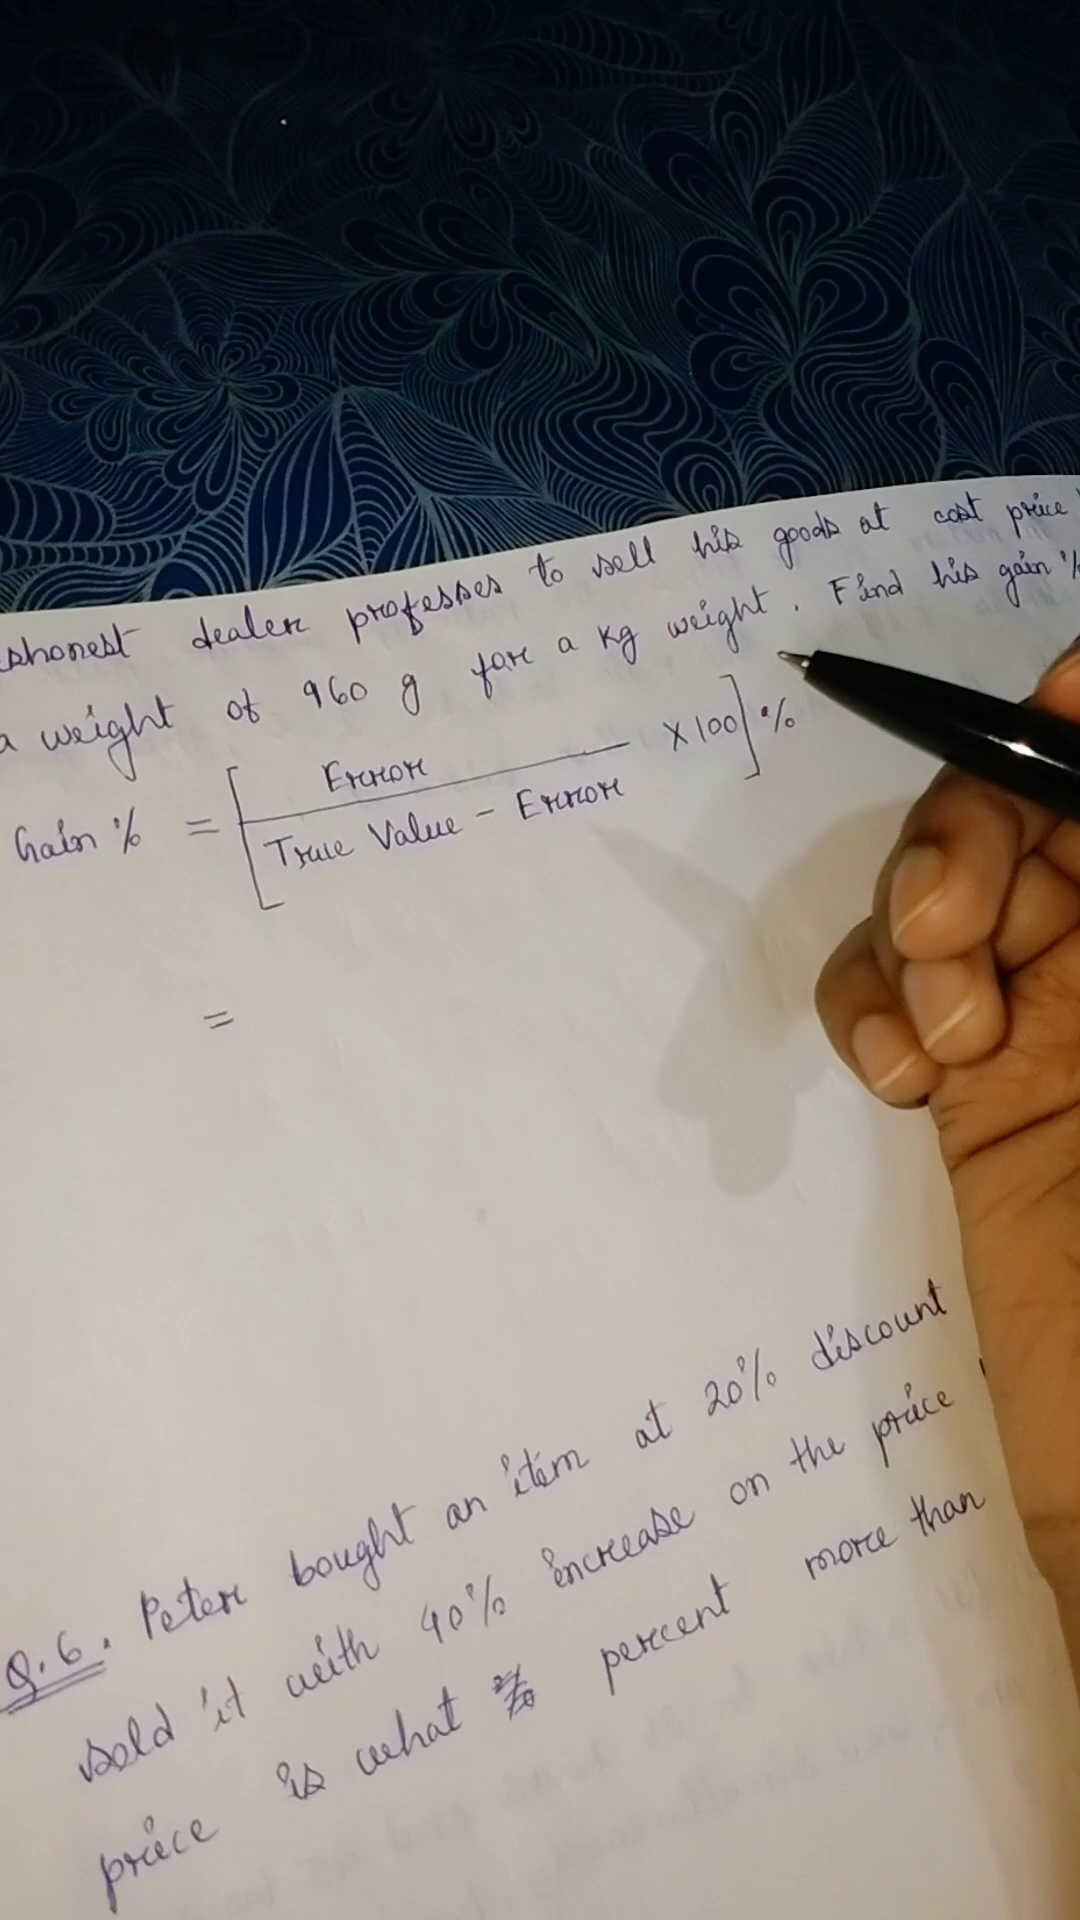 dishonest dealer professes to sell his goods at cost price
a weight of 960 g for a kg weight. Find his gain %
Gain % = [ Error / True Value - Error × 100 ] %
=
Q.6. Peter bought an item at 20% discount
sold it with 40% increase on the price
price is what percent more than